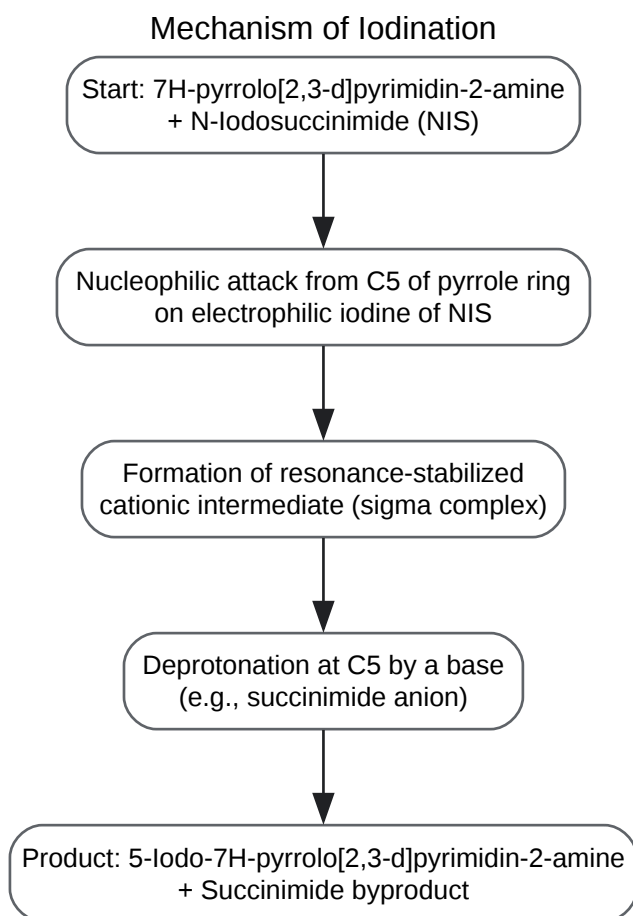 Mechanism of Iodination
Start: 7H-pyrrolo[2,3-d]pyrimidin-2-amine
+ N-Iodosuccinimide (NIS)
Nucleophilic attack from C5 of pyrrole ring
on electrophilic iodine of NIS
Formation of resonance-stabilized
cationic intermediate (sigma complex)
Deprotonation at C5 by a base
(e.g., succinimide anion)
Product: 5-Iodo-7H-pyrrolo[2,3-d]pyrimidin-2-amine
+ Succinimide byproduct